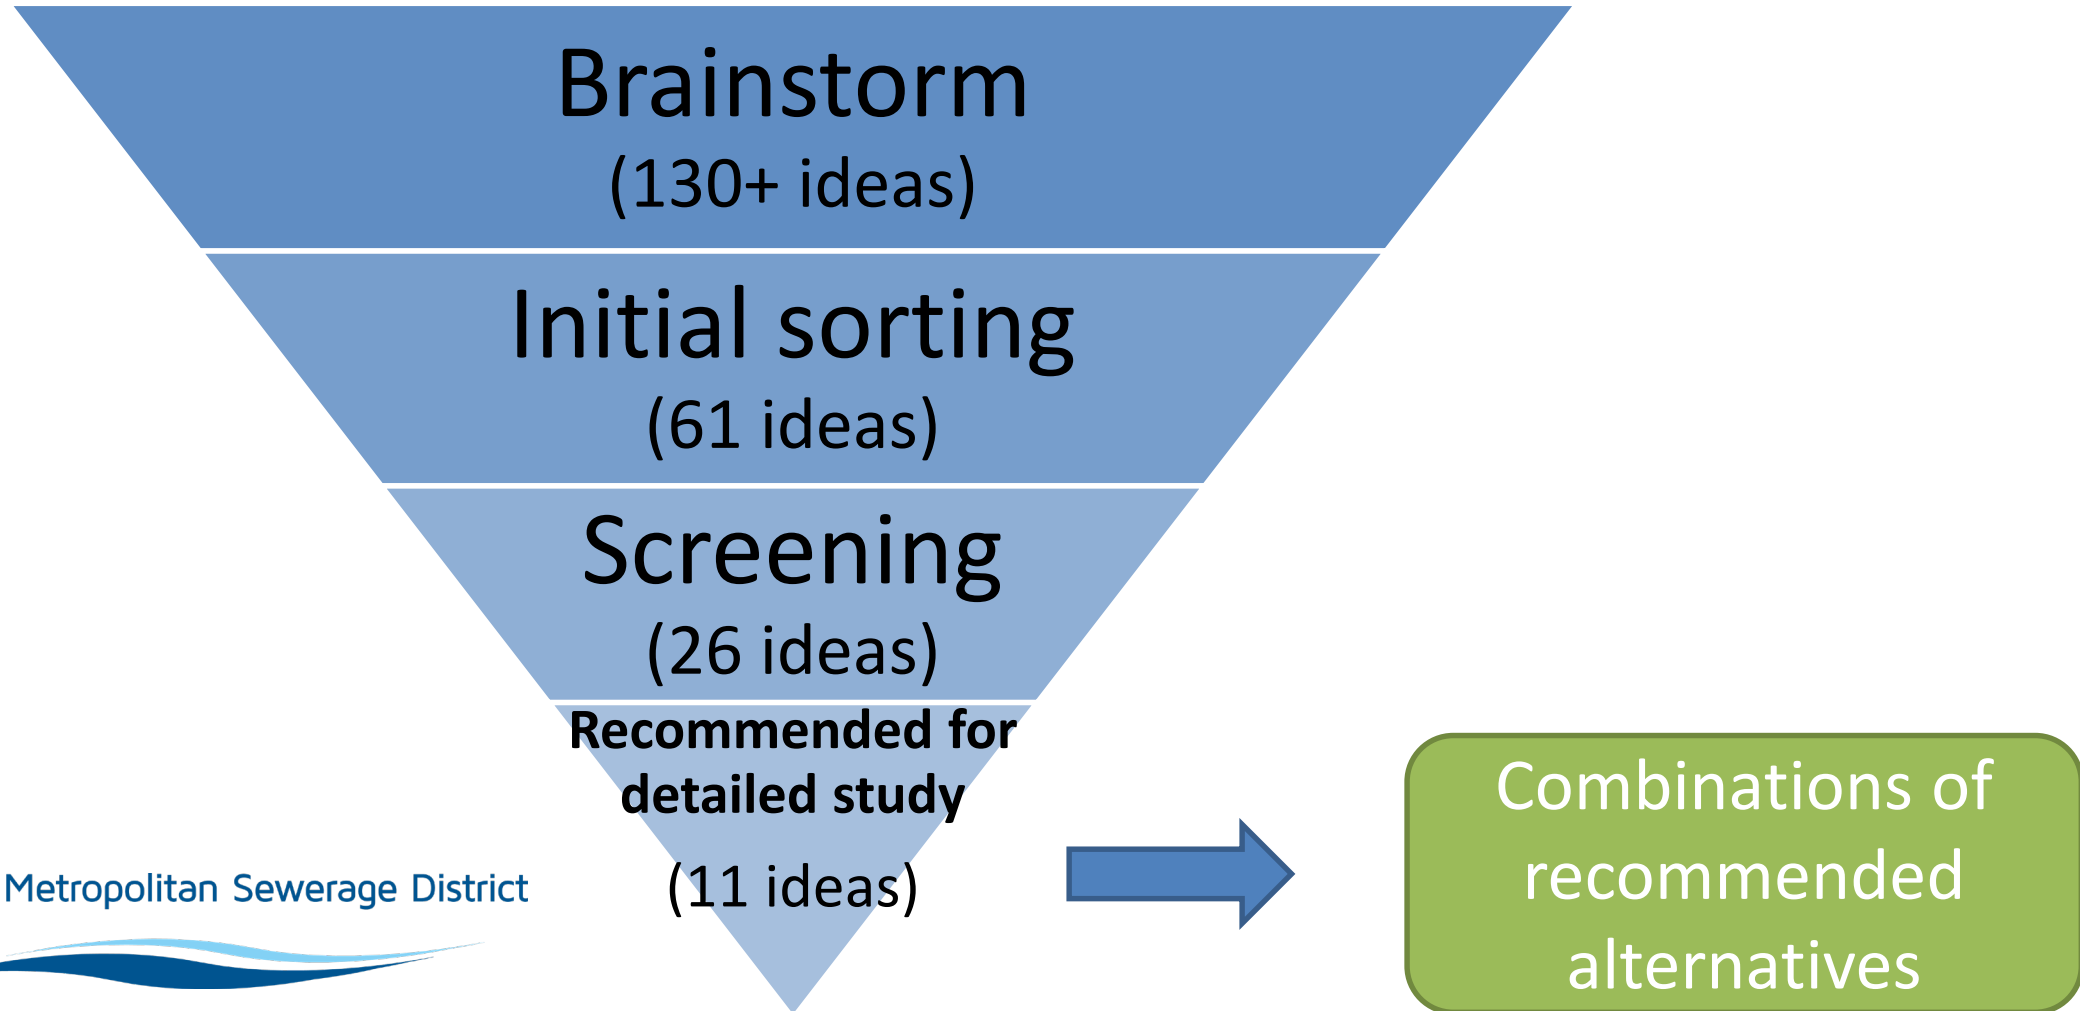 Brainstorm
(130+ ideas)
Initial sorting
(61 ideas)
Screening
(26 ideas)
Recommended for
detailed study
(11 ideas)
Metropolitan Sewerage District
Combinations of
recommended
alternatives